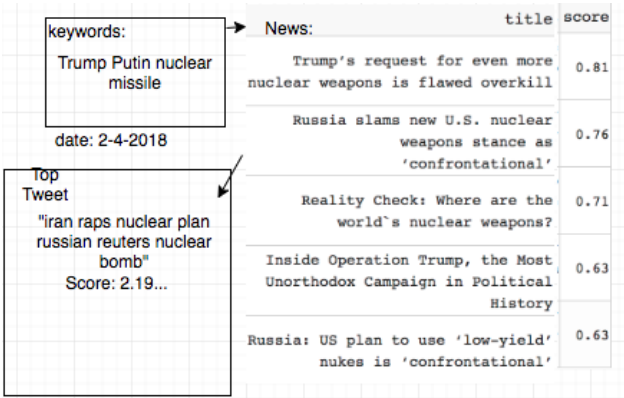 keywords:
Trump Putin nuclear
missile
date: 2-4-2018
Top
Tweet
"iran raps nuclear plan
russian reuters nuclear
bomb"
Score: 2.19...
News:
title score
Trump's request for even more
nuclear weapons is flawed overkill
0.81
Russia slams new U.S. nuclear
weapons stance as
‘confrontational’
0.76
Reality Check: Where are the
world`s nuclear weapons?
0.71
Inside Operation Trump, the Most
Unorthodox Campaign in Political
History
0.63
Russia: US plan to use ‘low-yield’
nukes is ‘confrontational’
0.63